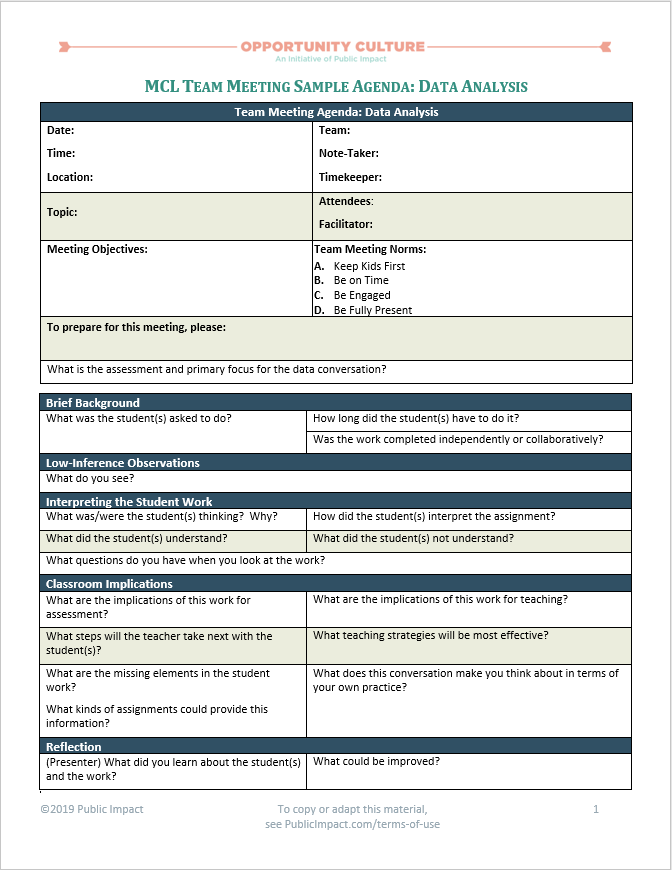 OPPORTUNITY CULTURE
An Initiative of Public Impact
MCL TEAM MEETING SAMPLE AGENDA: DATA ANALYSIS
Team Meeting Agenda: Data Analysis
Date:
Time:
Location:
Team:
Note-Taker:
Timekeeper:
Topic:
Attendees:
Facilitator:
Meeting Objectives:
Team Meeting Norms:
A. Keep Kids First
B. Be on Time
C. Be Engaged
D. Be Fully Present
To prepare for this meeting, please:
What is the assessment and primary focus for the data conversation?
Brief Background
What was the student(s) asked to do?
How long did the student(s) have to do it?
Was the work completed independently or collaboratively?
Low-Inference Observations
What do you see?
Interpreting the Student Work
What was/were the student(s) thinking?  Why?
How did the student(s) interpret the assignment?
What did the student(s) understand?
What did the student(s) not understand?
What questions do you have when you look at the work?
Classroom Implications
What are the implications of this work for
assessment?
What are the implications of this work for teaching?
What steps will the teacher take next with the
student(s)?
What teaching strategies will be most effective?
What are the missing elements in the student
work?
What kinds of assignments could provide this
information?
What does this conversation make you think about in terms of
your own practice?
Reflection
(Presenter) What did you learn about the student(s)
and the work?
What could be improved?
©2019 Public Impact
To copy or adapt this material,
see PublicImpact.com/terms-of-use
1